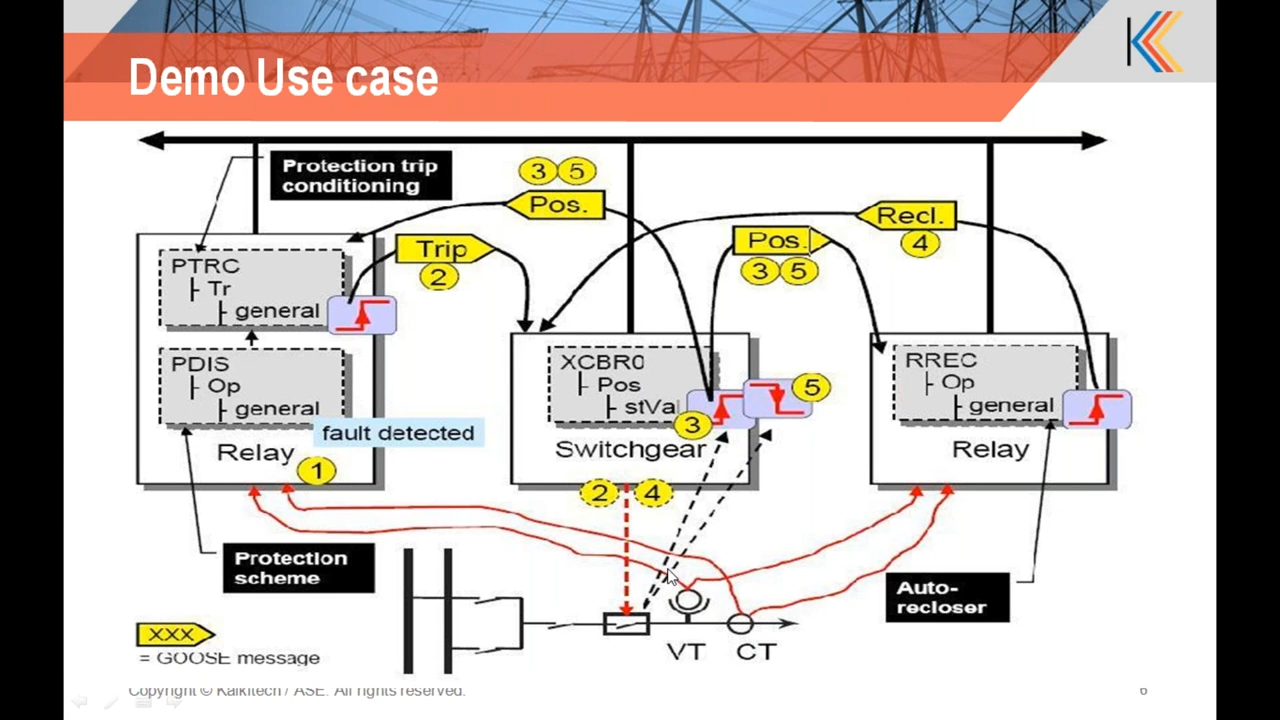 Demo Use case
Protection trip
conditioning
3 5
Pos.
Recl.
4
Trip
2
Pos.
3 5
PTRC
Tr
general
PDIS
Op
general
fault detected
Relay
1
XCBR0
Pos
stVal
3
5
Switchgear
2 4
RREC
Op
general
Relay
Protection
scheme
Auto-
recloser
VT CT
XXX
= GOOSE message
Copyright © Kalkitech / ASE. All rights reserved.
6